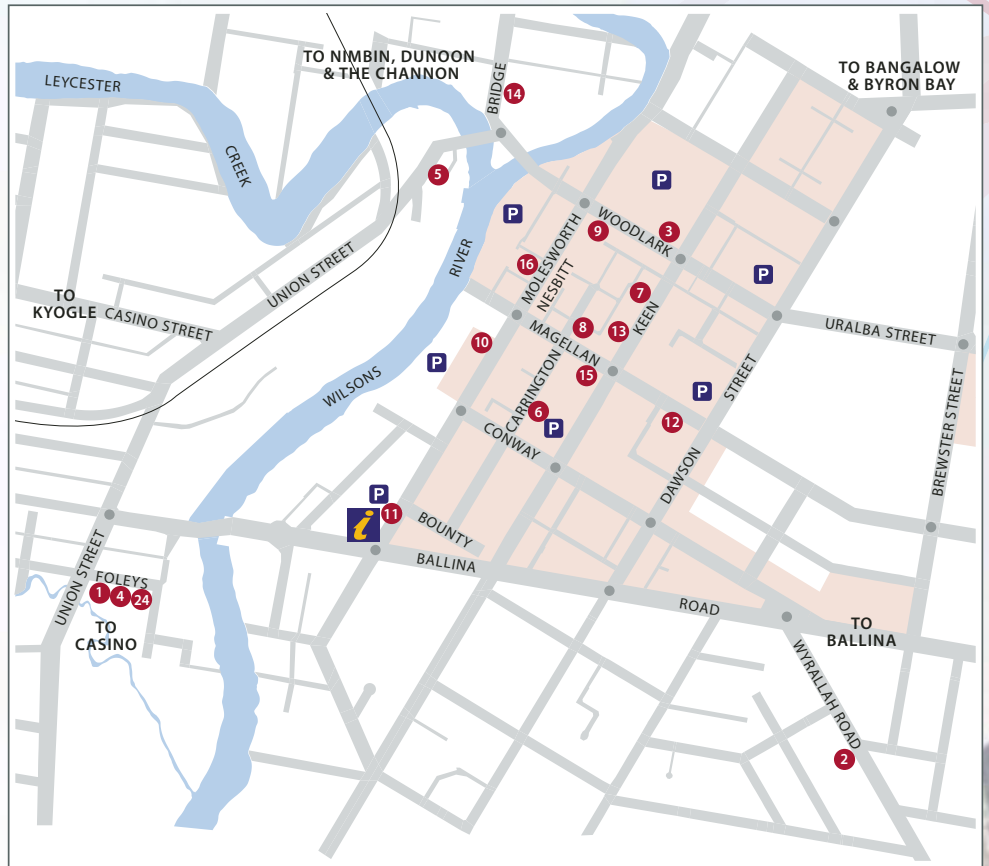 TO NIMBIN, DUNOON
& THE CHANNON
TO BANGALOW
& BYRON BAY
LEYCESTER
CREEK
BRIDGE
14
5
P
P
WOODLARK
3
9
MOLESWORTH
NESBITT
16
RIVER
P
7
KEEN
UNION STREET
TO
KYOGLE
CASINO STREET
8
13
MAGELLAN
URALBA STREET
10
P
15
CARRINGTON
STREET
P
WILSONS
6
P
12
CONWAY
DAWSON
BREWSTER STREET
P
i
11
BOUNTY
BALLINA
ROAD
UNION STREET
FOLEYS
1
4
24
TO
CASINO
TO
BALLINA
WYRALLAH ROAD
2